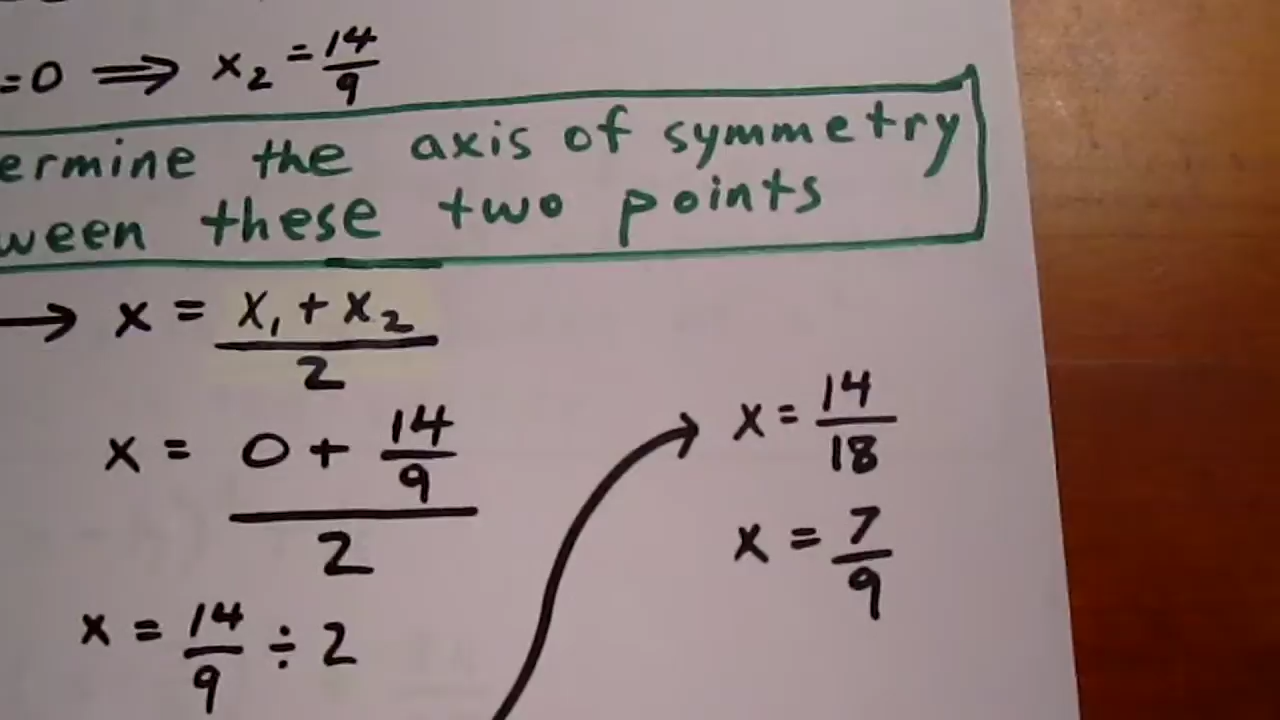 =0 ⟹ x₂ = 14/9
ermine the axis of symmetry
ween these two points
→ x = (x₁ + x₂)/2
x = (0 + 14/9)/2
x = 14/9 ÷ 2
x = 14/18
x = 7/9